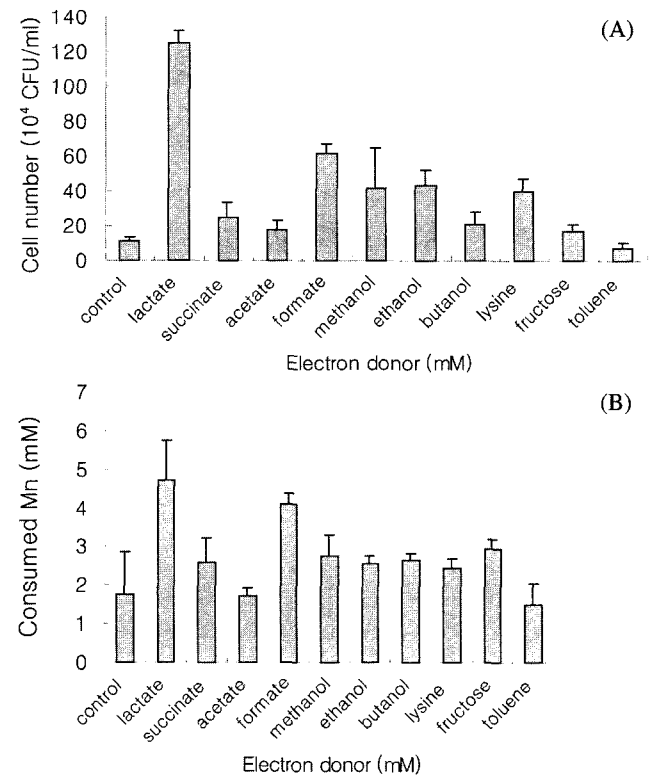 (A)
Cell number (10⁴ CFU/ml)
140
120
100
80
60
40
20
0
control
lactate
succinate
acetate
formate
methanol
ethanol
butanol
lysine
fructose
toluene
Electron donor (mM)
(B)
Consumed Mn (mM)
7
6
5
4
3
2
1
0
control
lactate
succinate
acetate
formate
methanol
ethanol
butanol
lysine
fructose
toluene
Electron donor (mM)